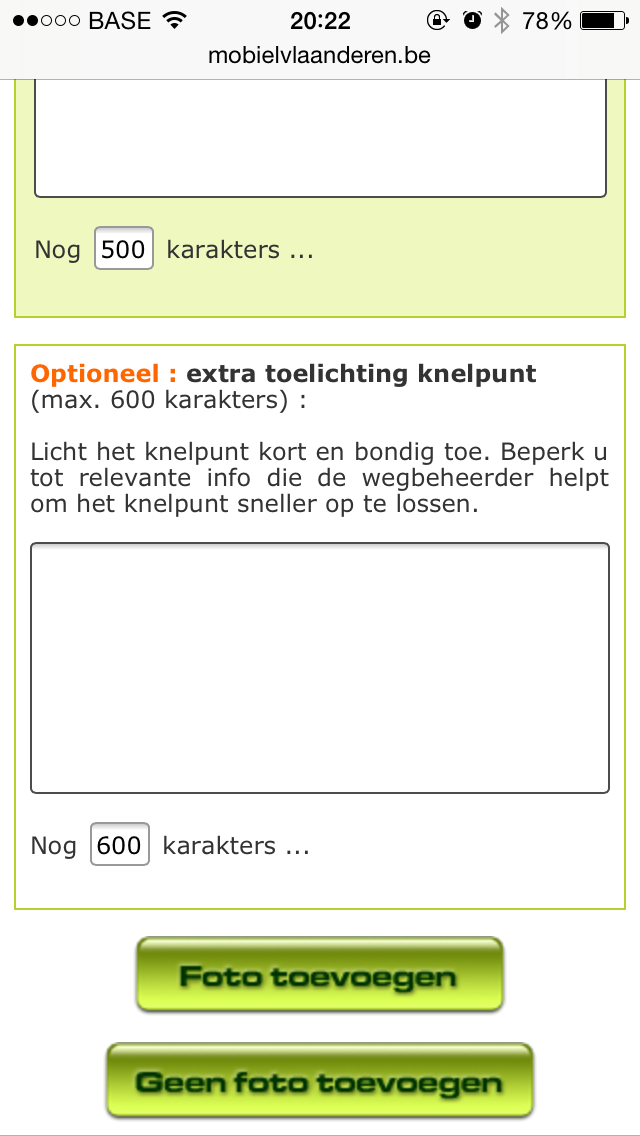 BASE 20:22 78%
mobielvlaanderen.be
Nog 500 karakters ...
Optioneel : extra toelichting knelpunt
(max. 600 karakters) :
Licht het knelpunt kort en bondig toe. Beperk u
tot relevante info die de wegbeheerder helpt
om het knelpunt sneller op te lossen.
Nog 600 karakters ...
Foto toevoegen
Geen foto toevoegen